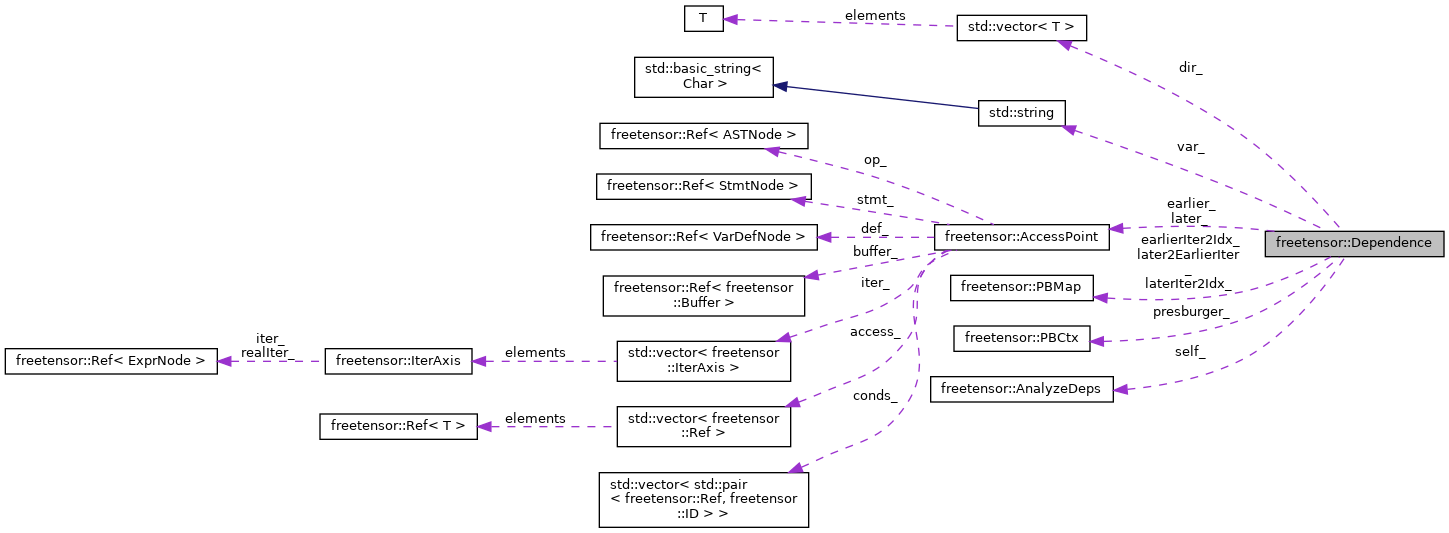 T
elements
std::vector< T >
dir_
std::basic_string<
Char >
std::string
var_
freetensor::Ref< ASTNode >
op_
freetensor::Ref< StmtNode >
stmt_
freetensor::Ref< VarDefNode >
def_
freetensor::AccessPoint
earlier_
later_
freetensor::Dependence
buffer_
freetensor::Ref< freetensor
::Buffer >
earlierIter2Idx_
later2EarlierIter
_
laterIter2Idx_
freetensor::PBMap
iter_
presburger_
freetensor::PBCtx
access_
self_
freetensor::AnalyzeDeps
conds_
iter_
realIter_
freetensor::Ref< ExprNode >
freetensor::IterAxis
elements
std::vector< freetensor
::IterAxis >
freetensor::Ref< T >
elements
std::vector< freetensor
::Ref >
std::vector< std::pair
< freetensor::Ref, freetensor
::ID > >